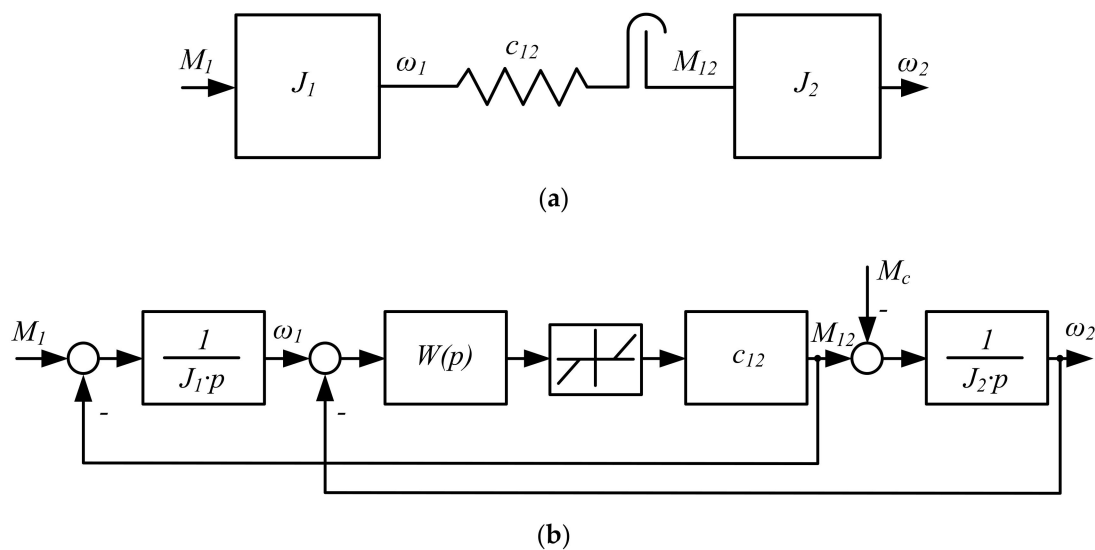 M1 J1 ω1 c12 M12 J2 ω2
(a)
Mc
-
M1 1 ω1 W(p) c12 M12 1 ω2
J1·p J2·p
- -
(b)